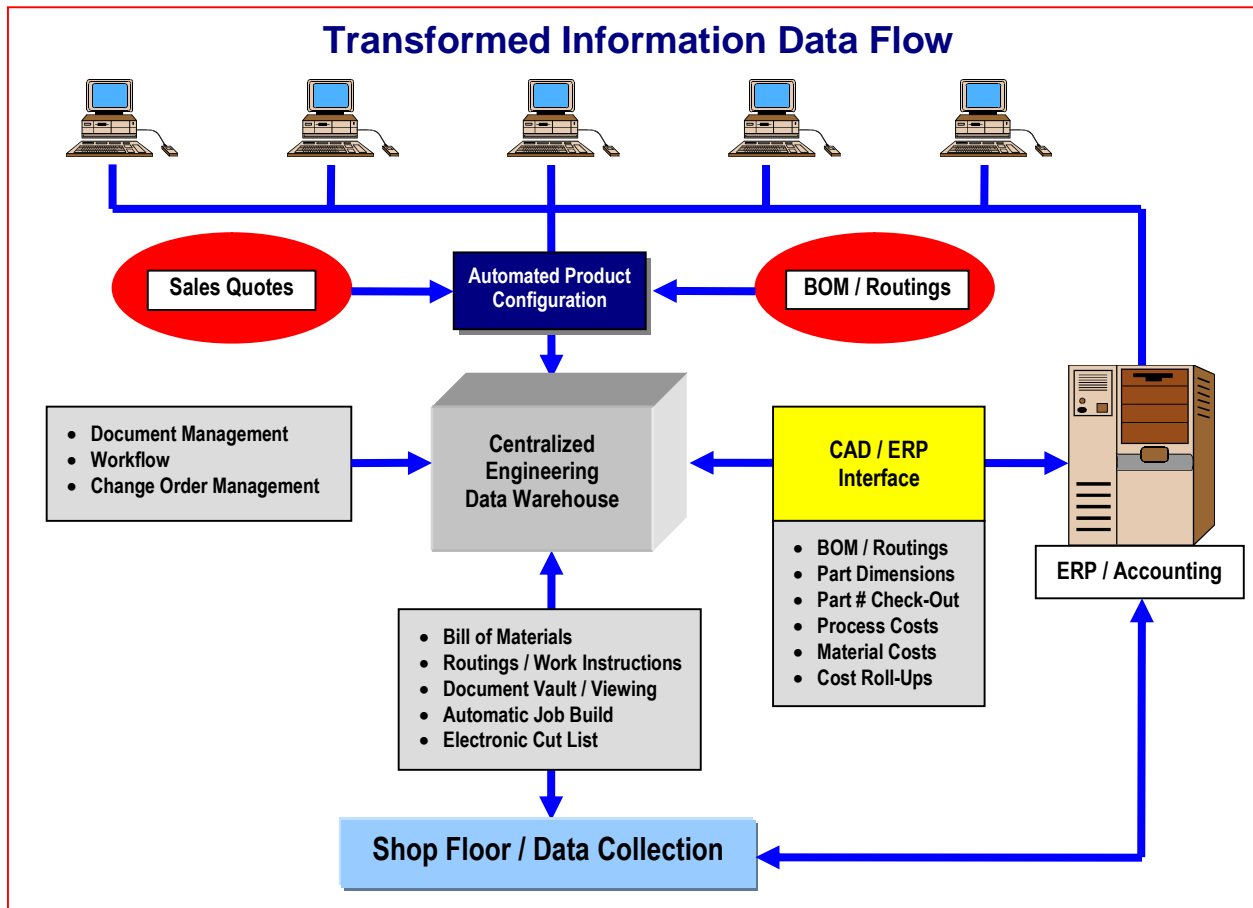 Transformed Information Data Flow
Sales Quotes
Automated Product
Configuration
BOM / Routings
• Document Management
• Workflow
• Change Order Management
Centralized
Engineering
Data Warehouse
CAD / ERP
Interface
• BOM / Routings
• Part Dimensions
• Part # Check-Out
• Process Costs
• Material Costs
• Cost Roll-Ups
ERP / Accounting
• Bill of Materials
• Routings / Work Instructions
• Document Vault / Viewing
• Automatic Job Build
• Electronic Cut List
Shop Floor / Data Collection